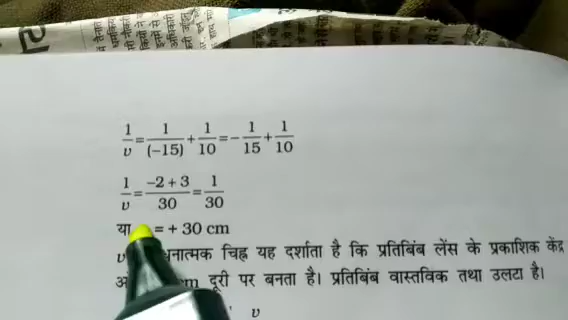 1/v = 1/(−15) + 1/10 = −1/15 + 1/10
1/v = −2 + 3/30 = 1/30
या = + 30 cm
चिह्न यह दर्शाता है कि प्रतिबिंब लेंस के प्रकाशिक केंद्र
दूरी पर बनता है। प्रतिबिंब वास्तविक तथा उलटा है।
v